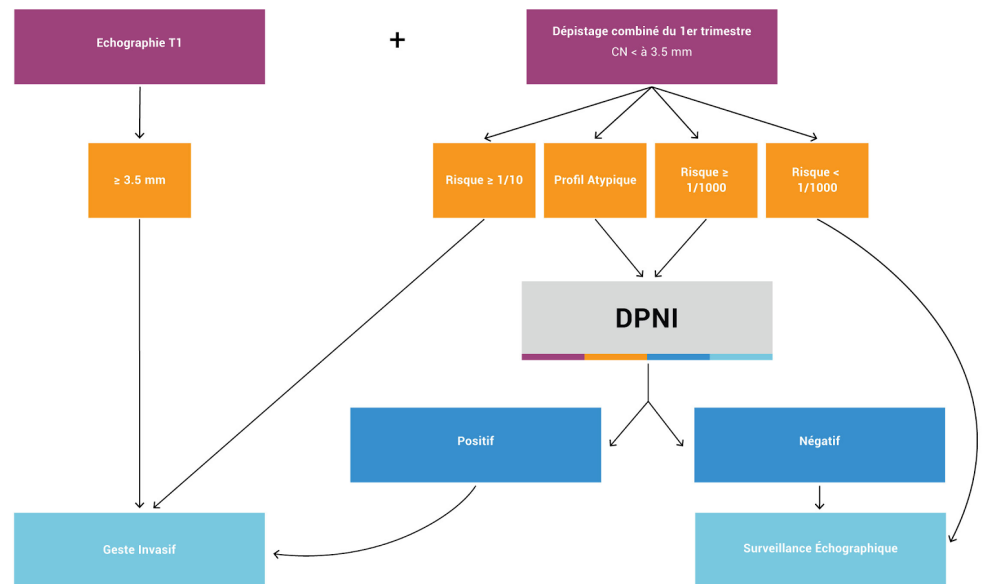 Echographie T1
+
Dépistage combiné du 1er trimestre
CN < à 3.5 mm
≥ 3.5 mm
Risque ≥ 1/10
Profil Atypique
Risque ≥
1/1000
Risque <
1/1000
DPNI
Positif
Négatif
Geste Invasif
Surveillance Échographique